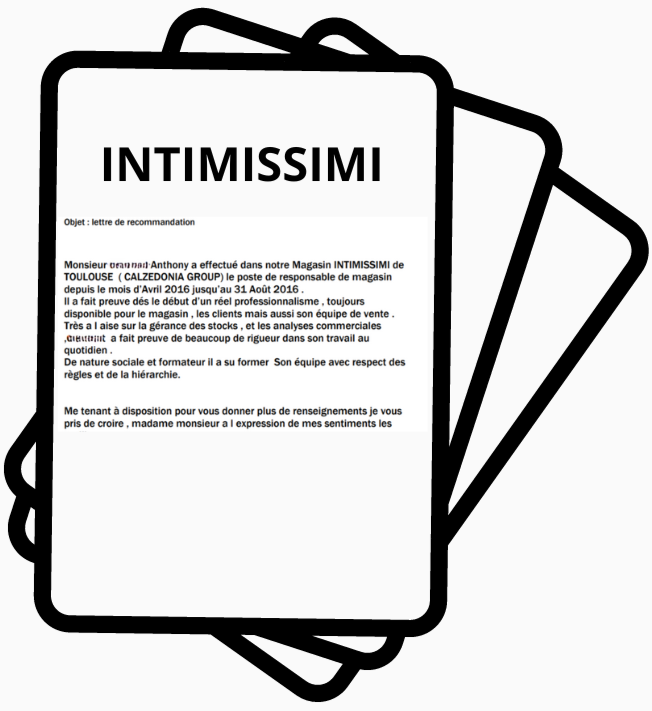 INTIMISSIMI
Objet : lettre de recommandation
Monsieur Anthony a effectué dans notre Magasin INTIMISSIMI de
TOULOUSE ( CALZEDONIA GROUP) le poste de responsable de magasin
depuis le mois d'Avril 2016 jusqu'au 31 Août 2016 .
Il a fait preuve dés le début d'un réel professionnalisme , toujours
disponible pour le magasin , les clients mais aussi son équipe de vente .
Très a l aise sur la gérance des stocks , et les analyses commerciales
, a fait preuve de beaucoup de rigueur dans son travail au
quotidien .
De nature sociale et formateur il a su former Son équipe avec respect des
règles et de la hiérarchie.
Me tenant à disposition pour vous donner plus de renseignements je vous
pris de croire , madame monsieur a l expression de mes sentiments les